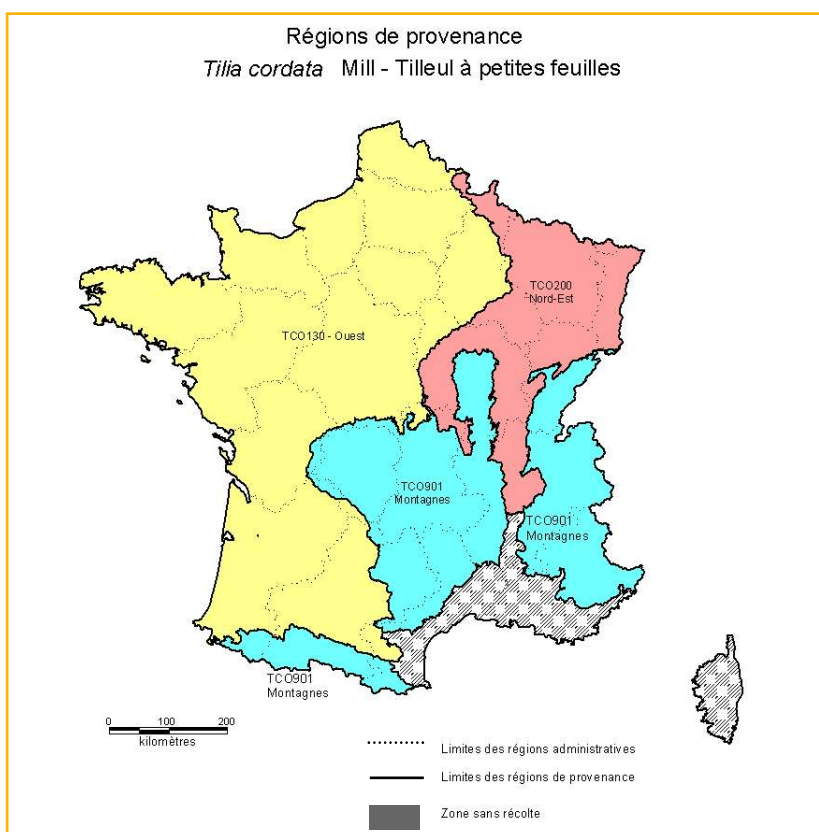 Régions de provenance
Tilia cordata Mill - Tilleul à petites feuilles
TCO200
Nord-Est
TCO130 - Ouest
TCO901
Montagnes
TCO901
Montagnes
TCO901
Montagnes
0 100 200
kilomètres
Limites des régions administratives
Limites des régions de provenance
Zone sans récolte